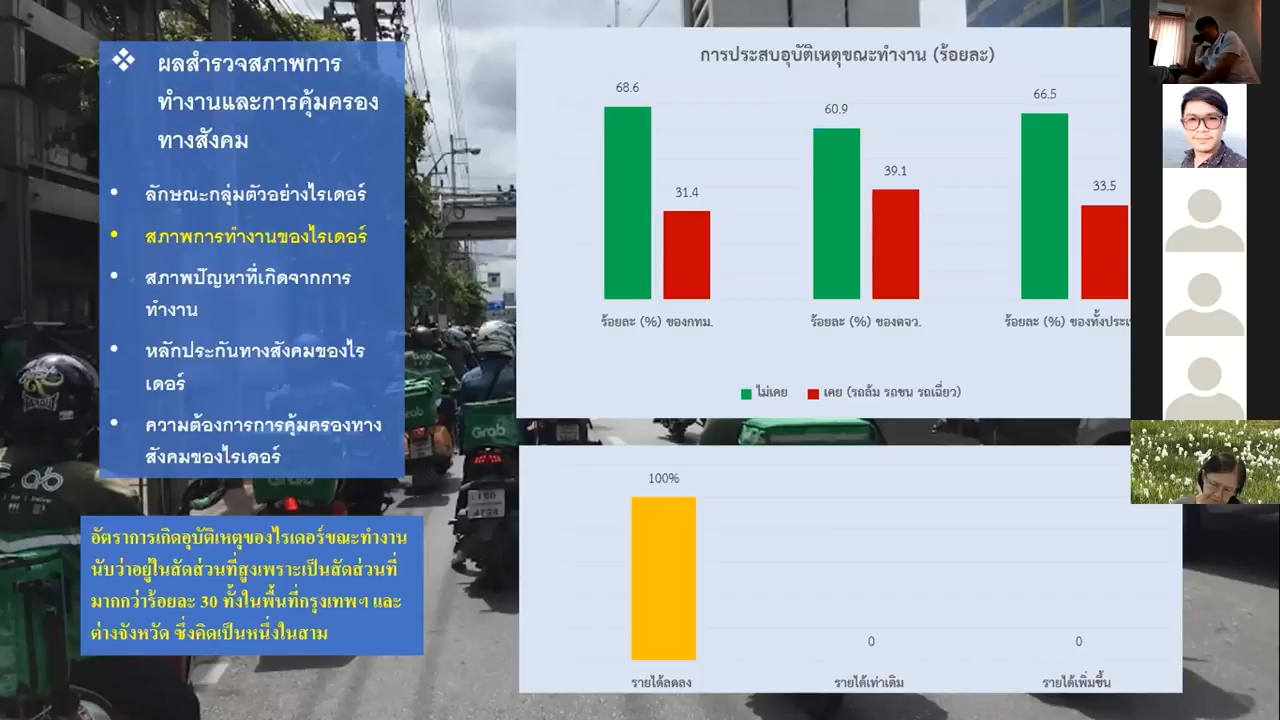 ❖ ผลสำรวจสภาพการ
ทำงานและการคุ้มครอง
ทางสังคม
• ลักษณะกลุ่มตัวอย่างไรเดอร์
• สภาพการทำงานของไรเดอร์
• สภาพปัญหาที่เกิดจากการ
ทำงาน
• หลักประกันทางสังคมของไร
เดอร์
• ความต้องการการคุ้มครองทาง
สังคมของไรเดอร์
อัตราการเกิดอุบัติเหตุของไรเดอร์ขณะทำงาน
นับว่าอยู่ในสัดส่วนที่สูงเพราะเป็นสัดส่วนที่
มากกว่าร้อยละ 30 ทั้งในพื้นที่กรุงเทพฯ และ
ต่างจังหวัด ซึ่งคิดเป็นหนึ่งในสาม
การประสบอุบัติเหตุขณะทำงาน (ร้อยละ)
68.6 31.4 60.9 39.1 66.5 33.5
ร้อยละ (%) ของกทม. ร้อยละ (%) ของตจว. ร้อยละ (%) ของทั้งประเ
ไม่เคย เคย (รถล้ม รถชน รถเฉี่ยว)
100% 0 0
รายได้ลดลง รายได้เท่าเดิม รายได้เพิ่มขึ้น
Grab
Grab